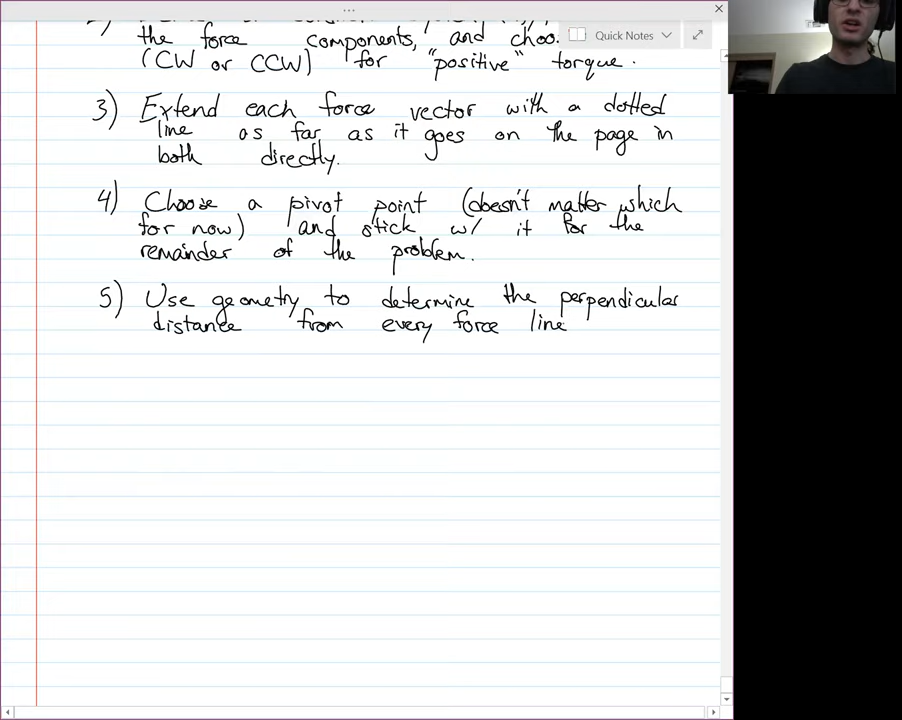 Quick Notes
the force components, and choo
(CW or CCW) for "positive" torque.
3) Extend each force vector with a dotted
line as far as it goes on the page in
both directly.
4) Choose a pivot point (doesn't matter which
for now) and stick w/ it for the
remainder of the problem.
5) Use geometry to determine the perpendicular
distance from every force line